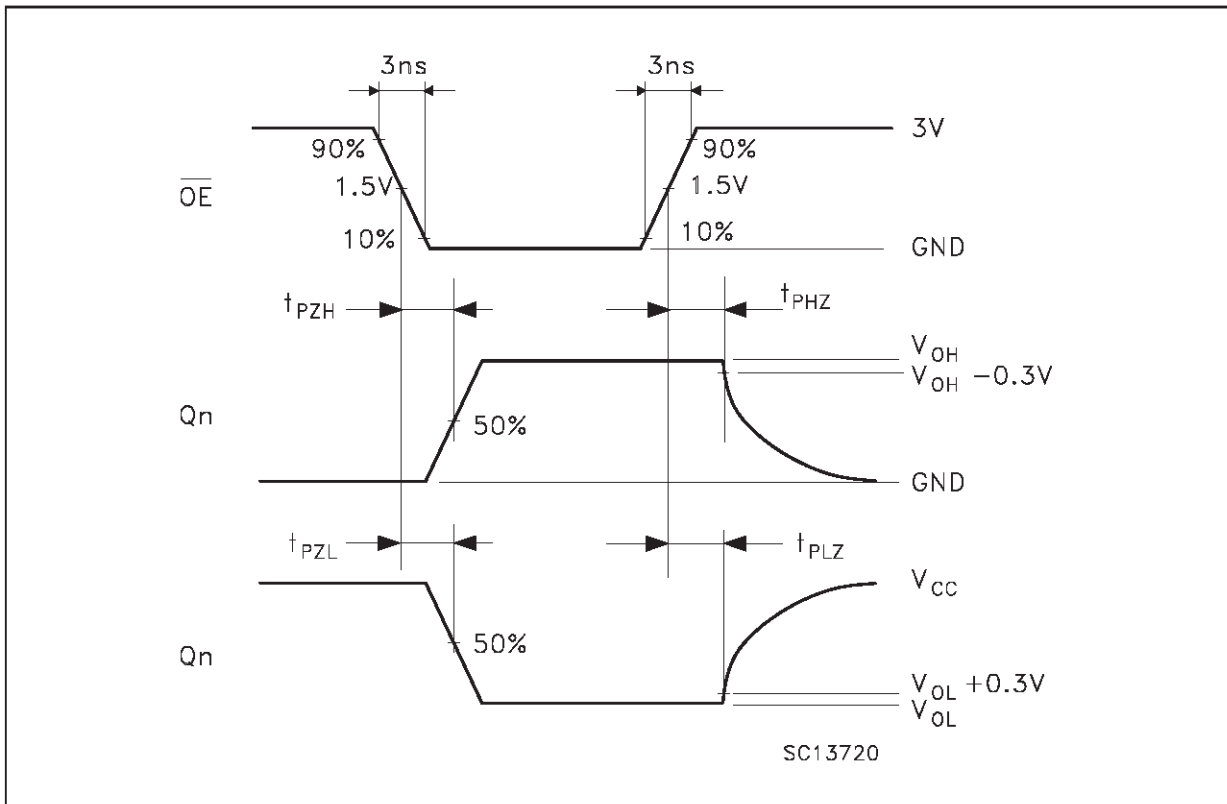 3ns 3ns
3V
90% 90%
OE 1.5V 1.5V
10% 10%
GND
tPZH tPHZ
VOH
VOH −0.3V
Qn 50%
GND
tPZL tPLZ
VCC
50%
Qn
VOL +0.3V
VOL
SC13720